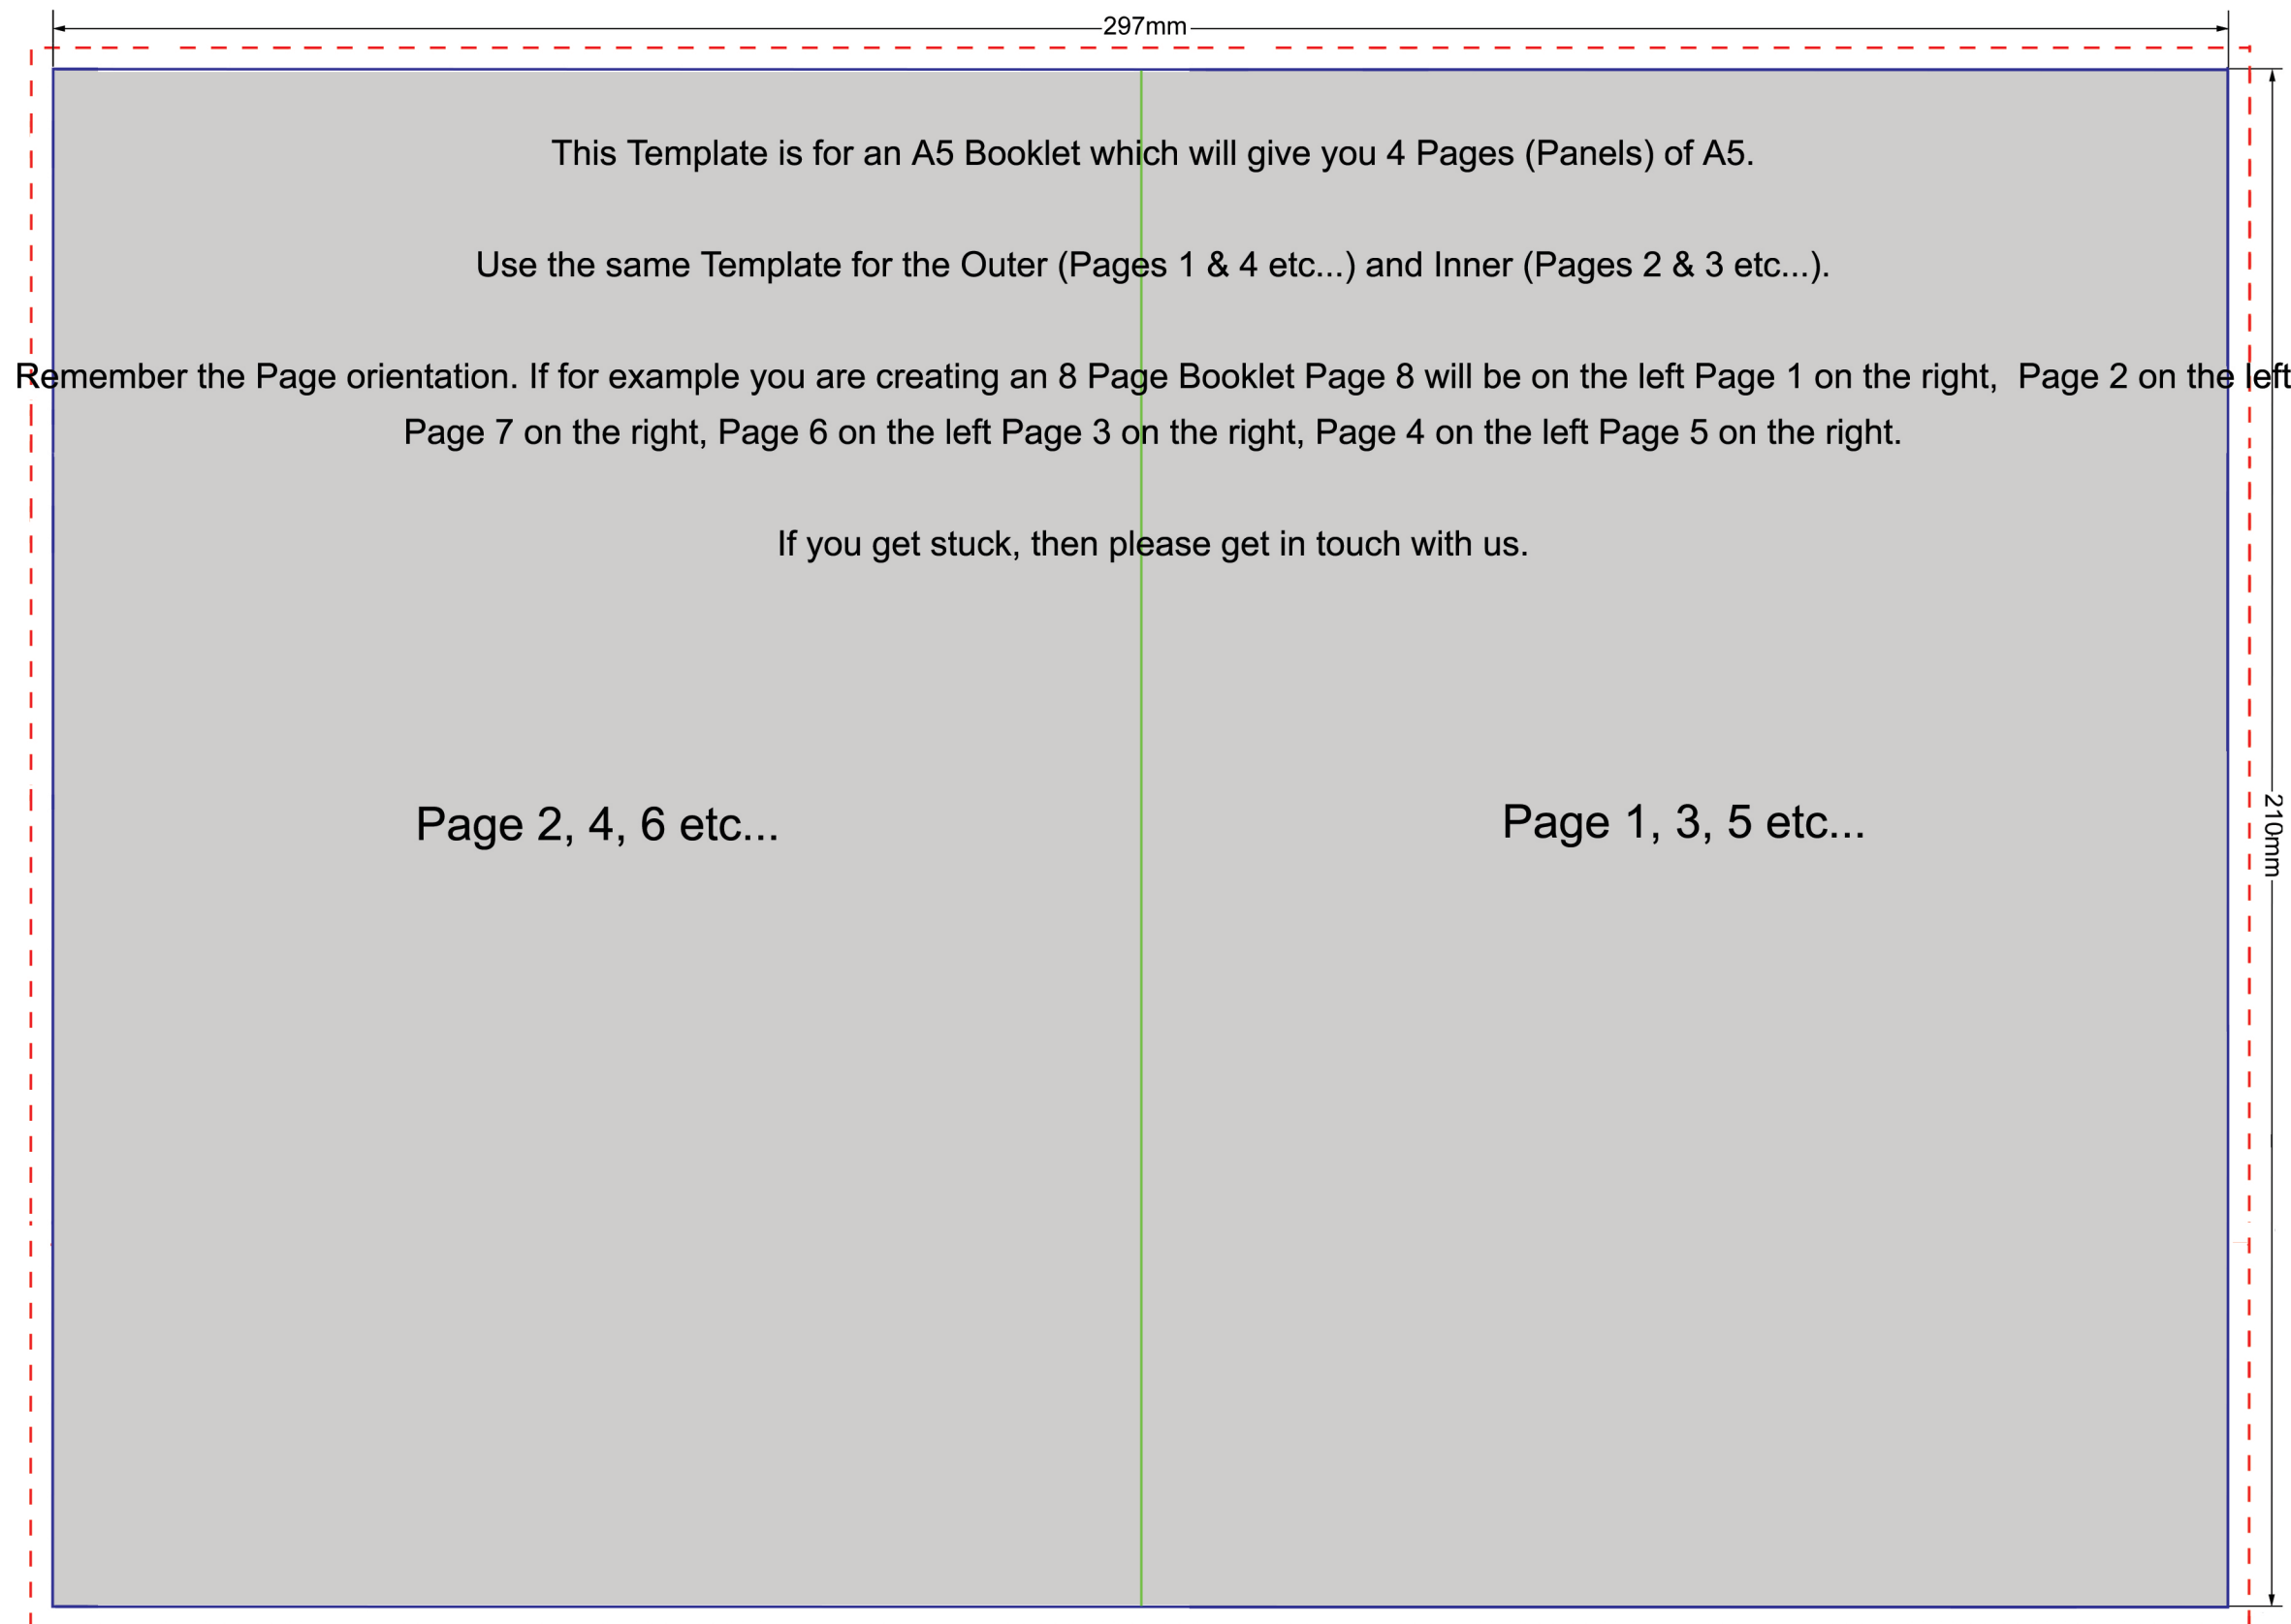 297mm
This Template is for an A5 Booklet which will give you 4 Pages (Panels) of A5.
Use the same Template for the Outer (Pages 1 & 4 etc...) and Inner (Pages 2 & 3 etc...).
Remember the Page orientation. If for example you are creating an 8 Page Booklet Page 8 will be on the left Page 1 on the right,  Page 2 on the left
Page 7 on the right, Page 6 on the left Page 3 on the right, Page 4 on the left Page 5 on the right.
If you get stuck, then please get in touch with us.
Page 2, 4, 6 etc...
Page 1, 3, 5 etc...
210mm